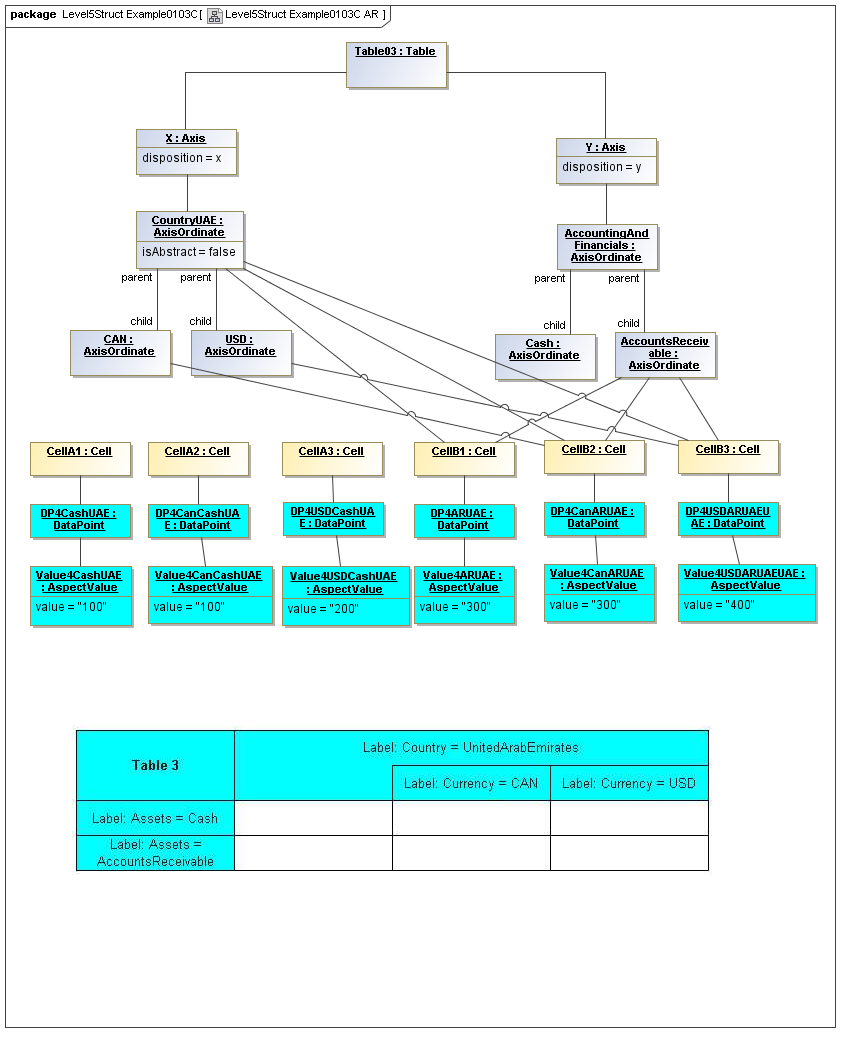 package Level5Struct Example0103C [ Level5Struct Example0103C AR ]
Table03 : Table
X : Axis
disposition = x
Y : Axis
disposition = y
CountryUAE :
AxisOrdinate
isAbstract = false
AccountingAnd
Financials :
AxisOrdinate
parent
parent
parent
parent
child
child
child
child
CAN :
AxisOrdinate
USD :
AxisOrdinate
Cash :
AxisOrdinate
AccountsReceiv
able :
AxisOrdinate
CellA1 : Cell
CellA2 : Cell
CellA3 : Cell
CellB1 : Cell
CellB2 : Cell
CellB3 : Cell
DP4CashUAE :
DataPoint
DP4CanCashUA
E : DataPoint
DP4USDCashUA
E : DataPoint
DP4ARUAE :
DataPoint
DP4CanARUAE :
DataPoint
DP4USDARUAEU
AE : DataPoint
Value4CashUAE
: AspectValue
value = "100"
Value4CanCashUAE
: AspectValue
value = "100"
Value4USDCashUAE
: AspectValue
value = "200"
Value4ARUAE :
AspectValue
value = "300"
Value4CanARUAE
: AspectValue
value = "300"
Value4USDARUAEUAE :
AspectValue
value = "400"
Table 3
Label: Country = UnitedArabEmirates
Label: Currency = CAN
Label: Currency = USD
Label: Assets = Cash
Label: Assets =
AccountsReceivable